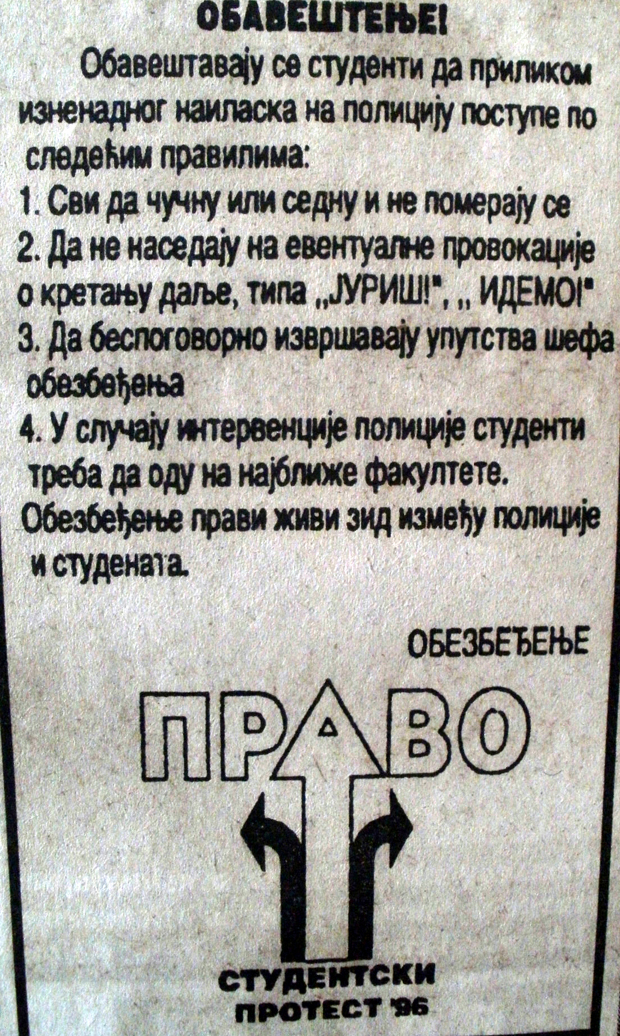 ОБАВЕШТЕЊЕ!
Обавештавају се студенти да приликом
изненадног наиласка на полицију поступе по
следећим правилима:
1. Сви да чучну или седну и не померају се
2. Да не наседају на евентуалне провокације
о кретању даље, типа „ЈУРИШ!", „ ИДЕМО!"
3. Да беспоговорно извршавају упутства шефа
обезбеђења
4. У случају интервенције полиције студенти
треба да оду на најближе факултете.
Обезбеђење прави живи зид између полиције
и студената.
ОБЕЗБЕЂЕЊЕ
ПРАВО
СТУДЕНТСКИ
ПРОТЕСТ '96